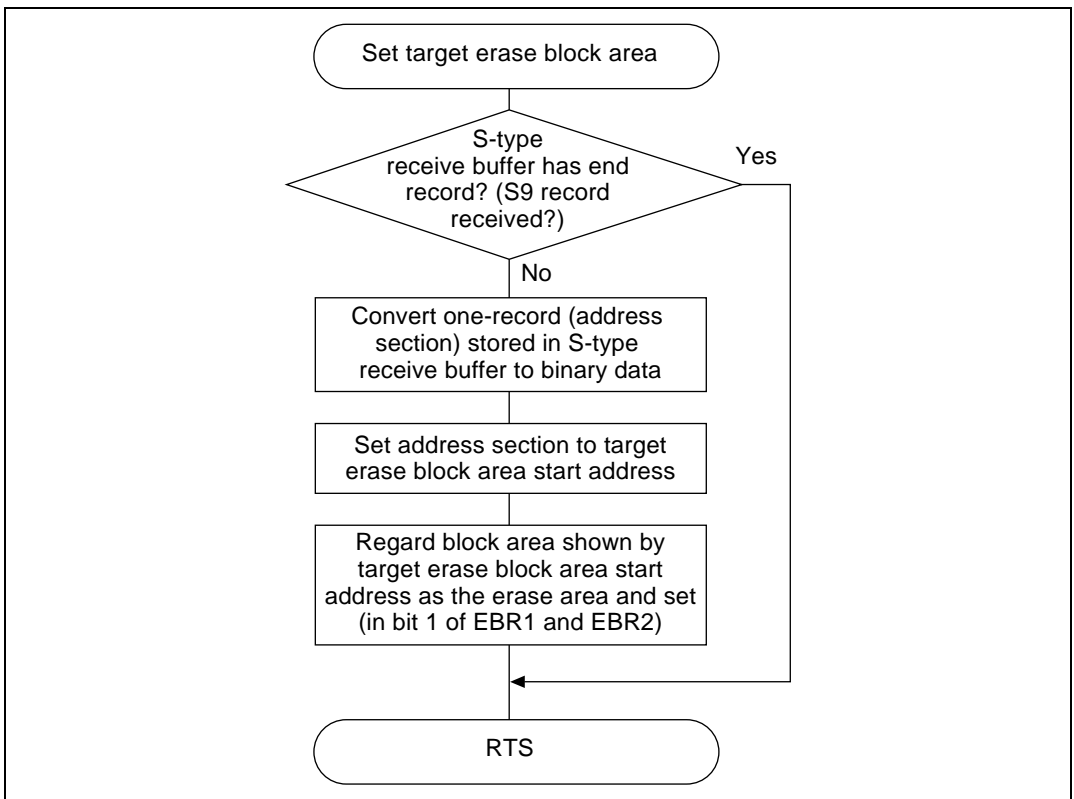 Set target erase block area
S-type
receive buffer has end
record? (S9 record
received?)
Yes
No
Convert one-record (address
section) stored in S-type
receive buffer to binary data
Set address section to target
erase block area start address
Regard block area shown by
target erase block area start
address as the erase area and set
(in bit 1 of EBR1 and EBR2)
RTS